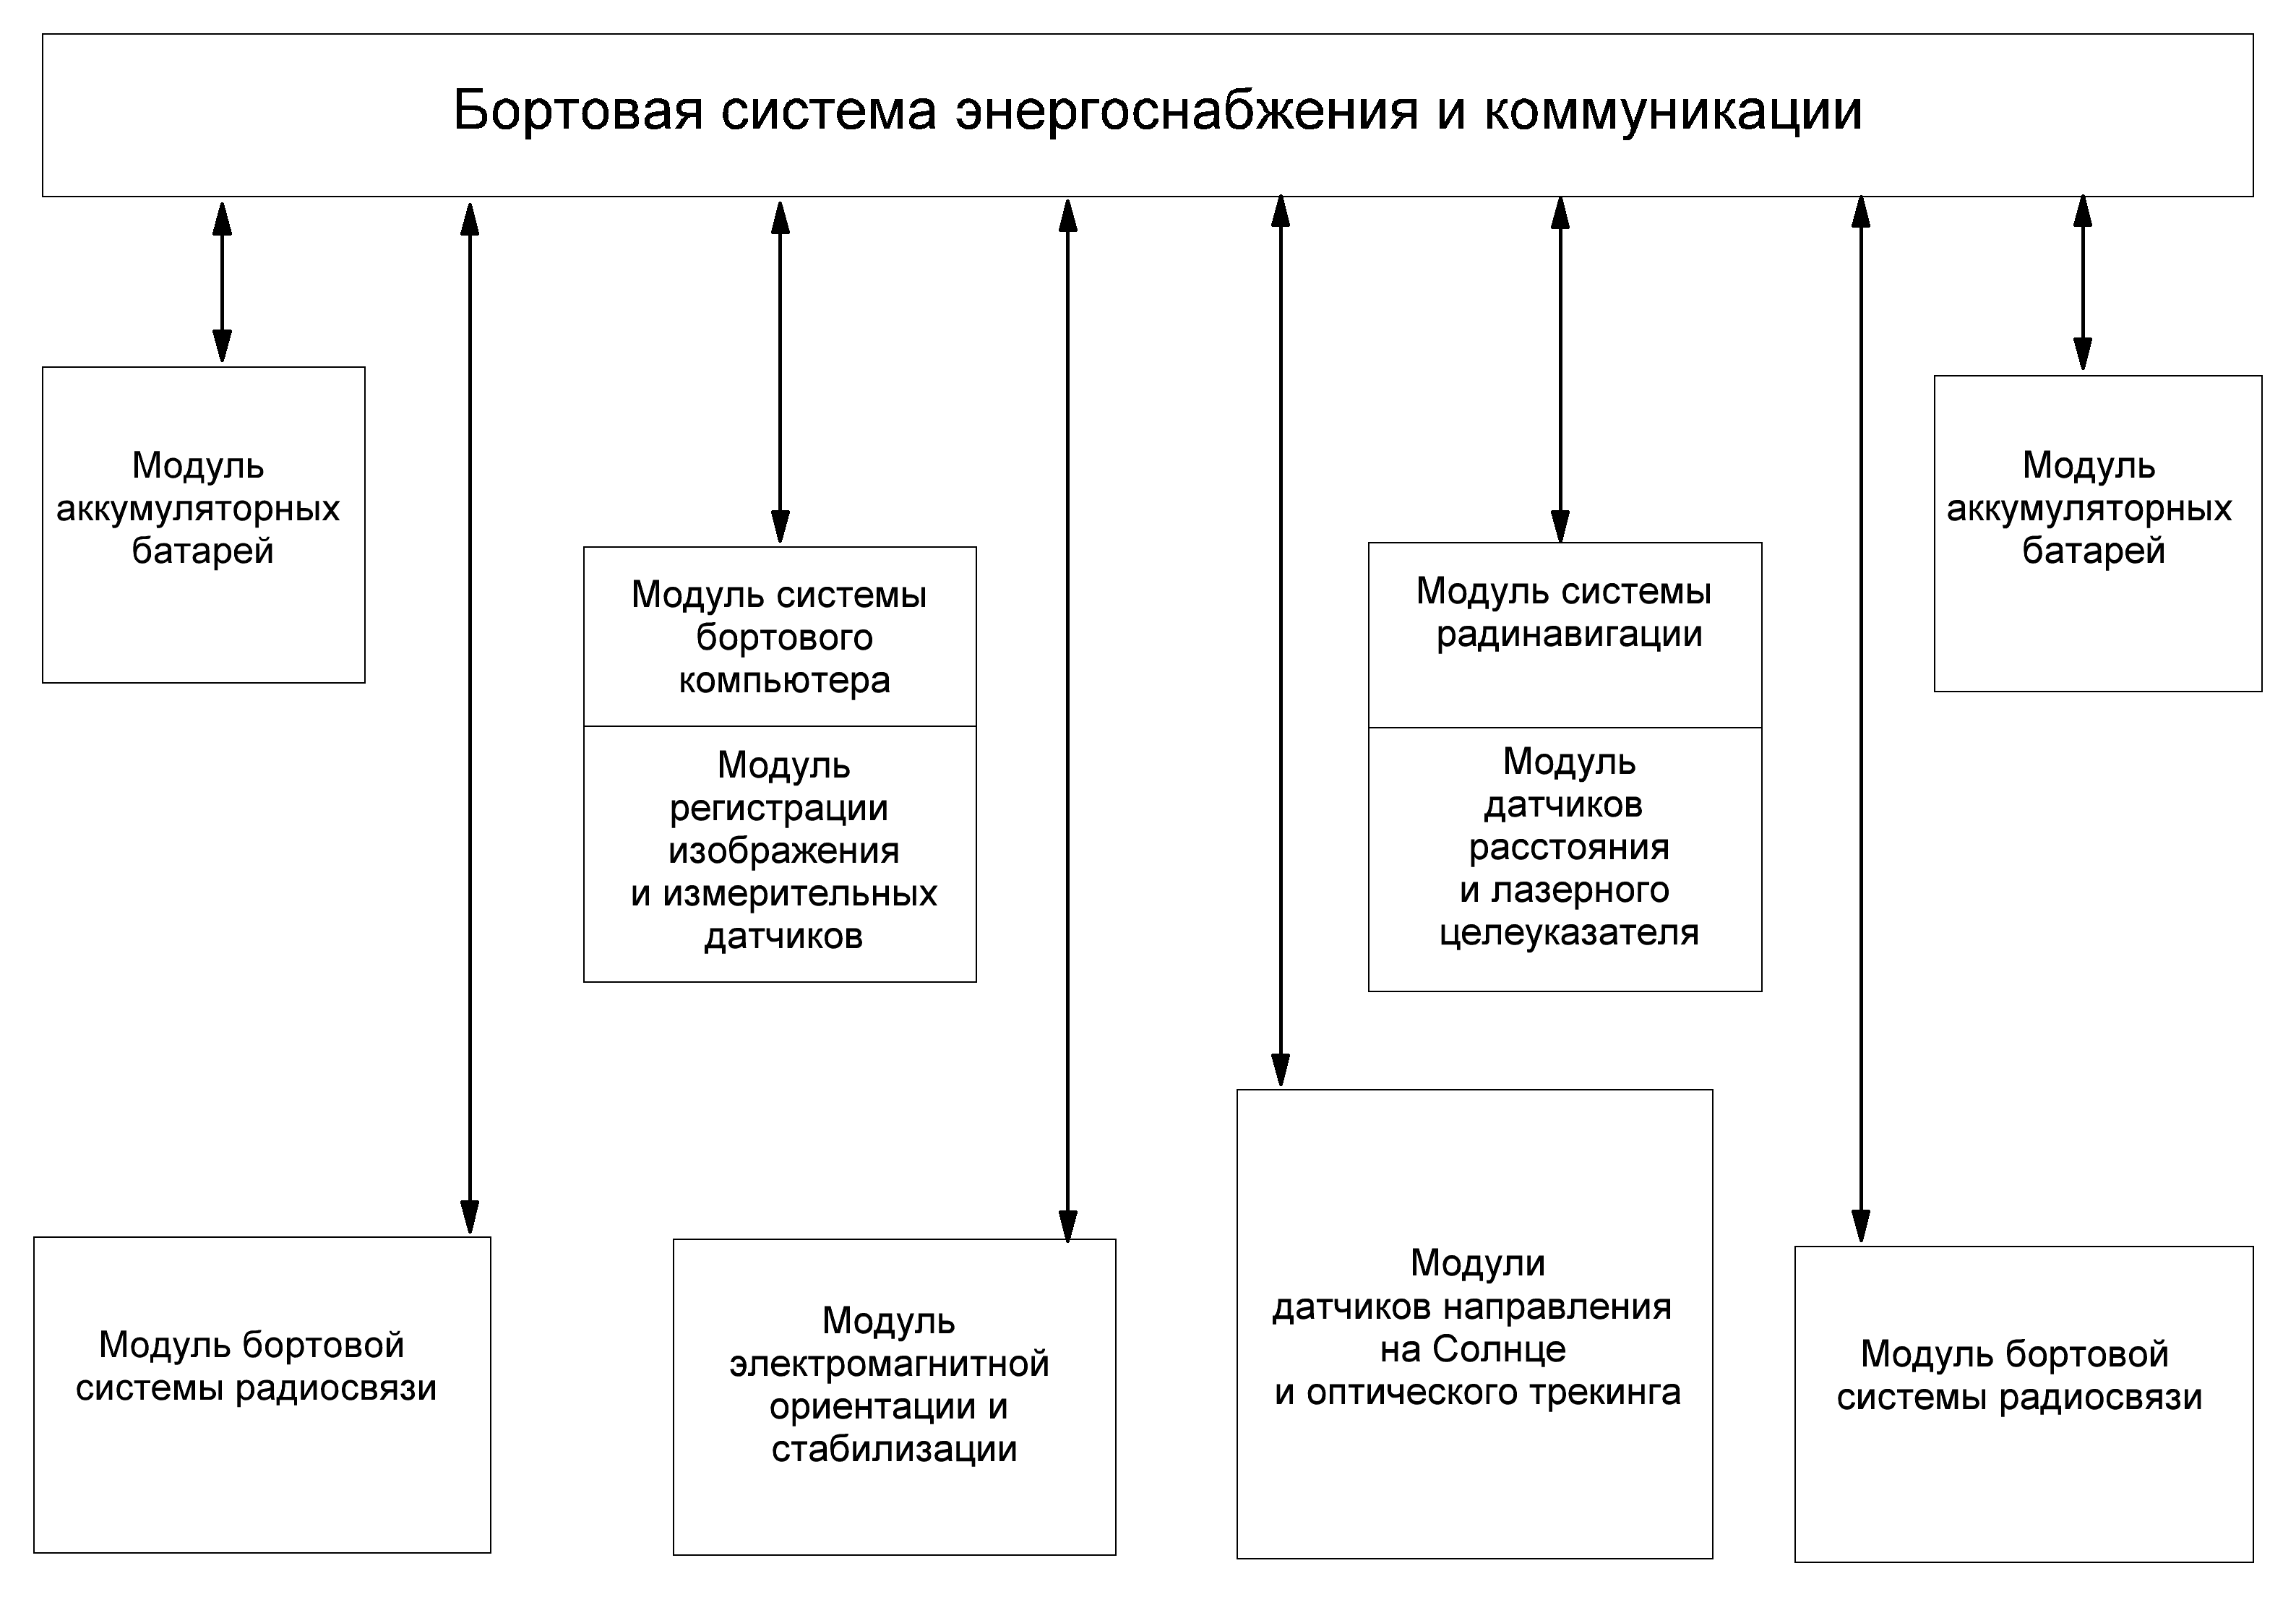 Бортовая система энергоснабжения и коммуникации
Модуль
аккумуляторных
батарей
Модуль системы
бортового
компьютера
Модуль
регистрации
изображения
и измерительных
датчиков
Модуль системы
радинавигации
Модуль
датчиков
расстояния
и лазерного
целеуказателя
Модуль
аккумуляторных
батарей
Модуль бортовой
системы радиосвязи
Модуль
электромагнитной
ориентации и
стабилизации
Модули
датчиков направления
на Солнце
и оптического трекинга
Модуль бортовой
системы радиосвязи